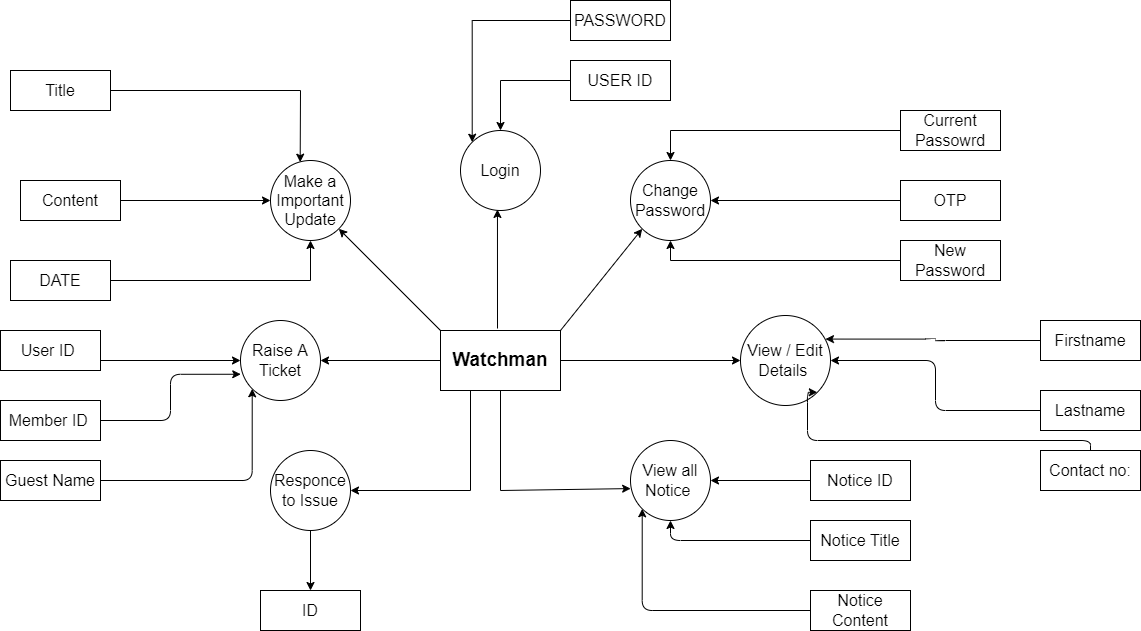 PASSWORD
USER ID
Title
Current
Passowrd
Login
Make a
Important
Update
Change
Password
Content
OTP
DATE
New
Password
User ID
Raise A
Ticket
Watchman
View / Edit
Details
Firstname
Member ID
Lastname
Guest Name
Responce
to Issue
View all
Notice
Notice ID
Contact no:
Notice Title
ID
Notice
Content